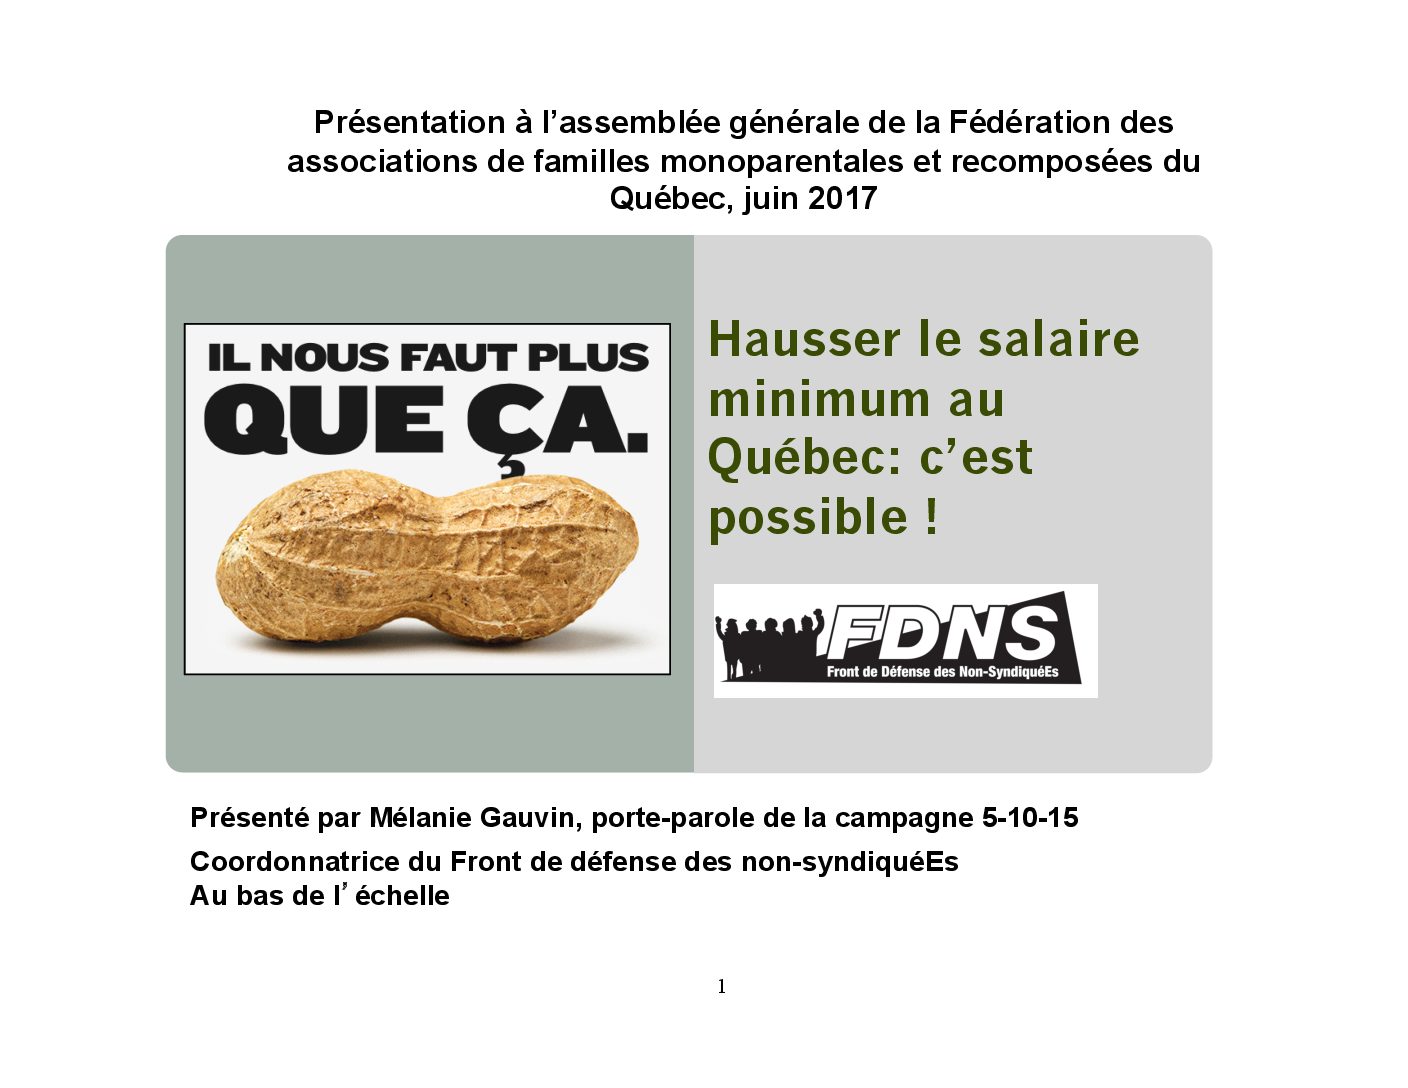 Présentation à l’assemblée générale de la Fédération des
associations de familles monoparentales et recomposées du
Québec, juin 2017
IL NOUS FAUT PLUS
QUE ÇA.
Hausser le salaire
minimum au
Québec: c’est
possible !
FDNS
Front de Défense des Non-SyndiquéEs
Présenté par Mélanie Gauvin, porte-parole de la campagne 5-10-15
Coordonnatrice du Front de défense des non-syndiquéEs
Au bas de l’échelle
1